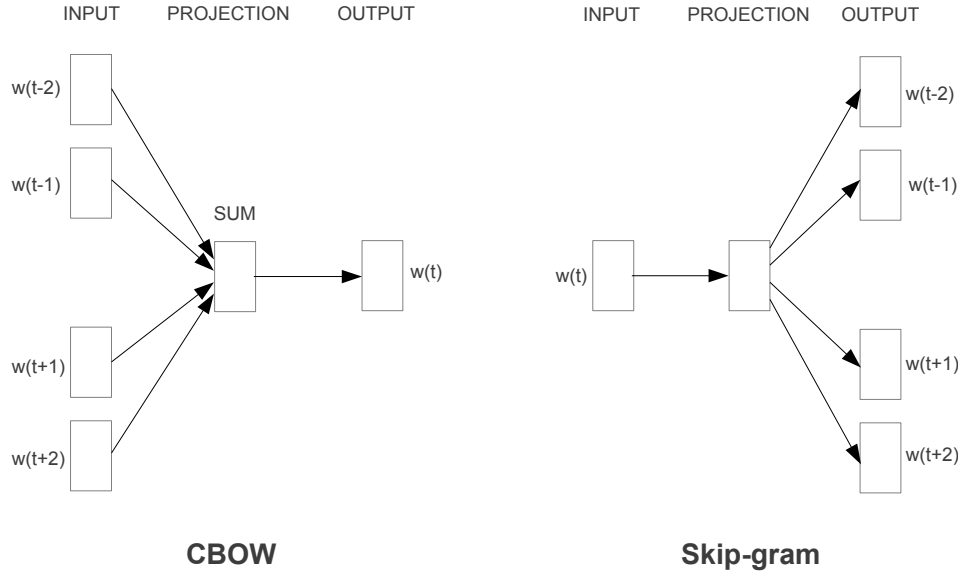 INPUT PROJECTION OUTPUT
w(t-2)
w(t-1)
SUM
w(t)
w(t+1)
w(t+2)
CBOW
INPUT PROJECTION OUTPUT
w(t-2)
w(t-1)
w(t)
w(t+1)
w(t+2)
Skip-gram